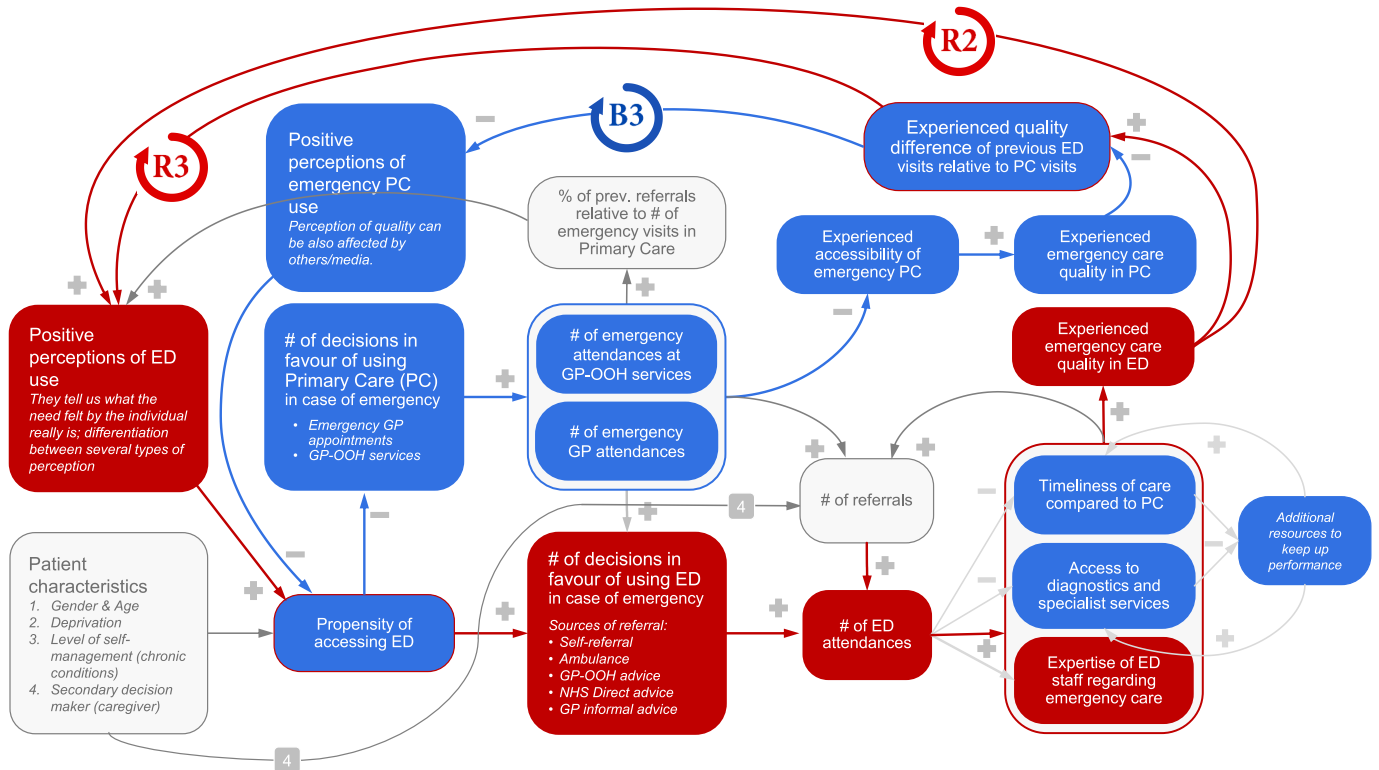 R2
R3
B3
Positive
perceptions of
emergency PC
use
Perception of quality can
be also affected by
others/media.
Experienced quality
difference of previous ED
visits relative to PC visits
% of prev. referrals
relative to # of
emergency visits in
Primary Care
Experienced
accessibility of
emergency PC
Experienced
emergency care
quality in PC
Positive
perceptions of ED
use
They tell us what the
need felt by the individual
really is; differentiation
between several types of
perception
# of decisions in
favour of using
Primary Care (PC)
in case of emergency
• Emergency GP
appointments
• GP-OOH services
# of emergency
attendances at
GP-OOH services
# of emergency
GP attendances
Experienced
emergency care
quality in ED
# of referrals
4
Timeliness of care
compared to PC
Access to
diagnostics and
specialist services
Expertise of ED
staff regarding
emergency care
Additional
resources to
keep up
performance
Patient
characteristics
1. Gender & Age
2. Deprivation
3. Level of self-
management (chronic
conditions)
4. Secondary decision
maker (caregiver)
Propensity of
accessing ED
# of decisions in
favour of using ED
in case of emergency
Sources of referral:
• Self-referral
• Ambulance
• GP-OOH advice
• NHS Direct advice
• GP informal advice
# of ED
attendances
4